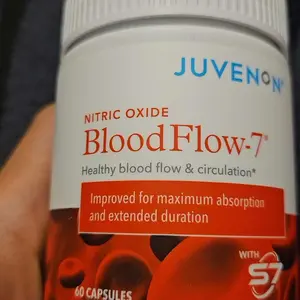 JUVENON®
NITRIC OXIDE
BloodFlow-7®
Healthy blood flow & circulation*
Improved for maximum absorption
and extended duration
WITH
S7
60 CAPSULES